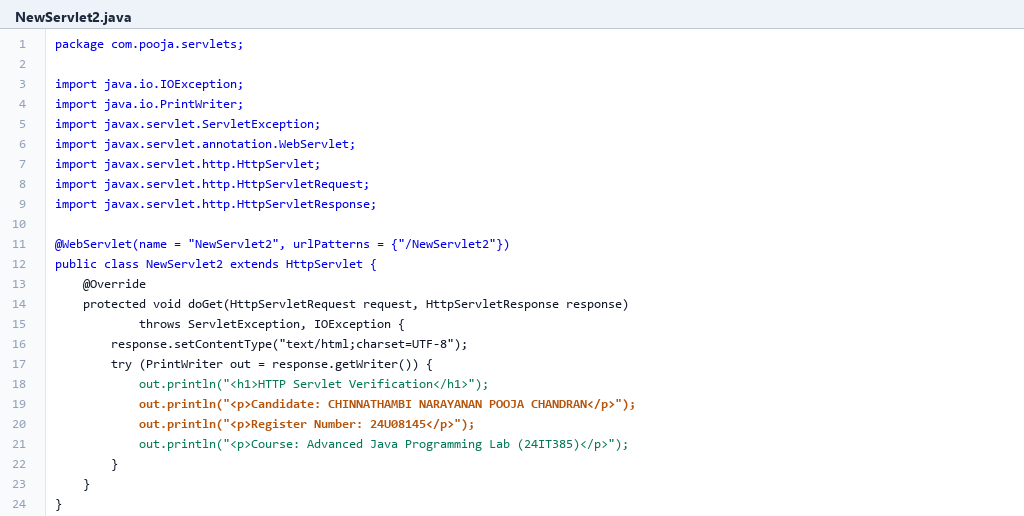 NewServlet2.java
1 package com.pooja.servlets;
2
3 import java.io.IOException;
4 import java.io.PrintWriter;
5 import javax.servlet.ServletException;
6 import javax.servlet.annotation.WebServlet;
7 import javax.servlet.http.HttpServlet;
8 import javax.servlet.http.HttpServletRequest;
9 import javax.servlet.http.HttpServletResponse;
10
11 @WebServlet(name = "NewServlet2", urlPatterns = {"/NewServlet2"})
12 public class NewServlet2 extends HttpServlet {
13     @Override
14     protected void doGet(HttpServletRequest request, HttpServletResponse response)
15             throws ServletException, IOException {
16         response.setContentType("text/html;charset=UTF-8");
17         try (PrintWriter out = response.getWriter()) {
18             out.println("<h1>HTTP Servlet Verification</h1>");
19             out.println("<p>Candidate: CHINNATHAMBI NARAYANAN POOJA CHANDRAN</p>");
20             out.println("<p>Register Number: 24U08145</p>");
21             out.println("<p>Course: Advanced Java Programming Lab (24IT385)</p>");
22         }
23     }
24 }